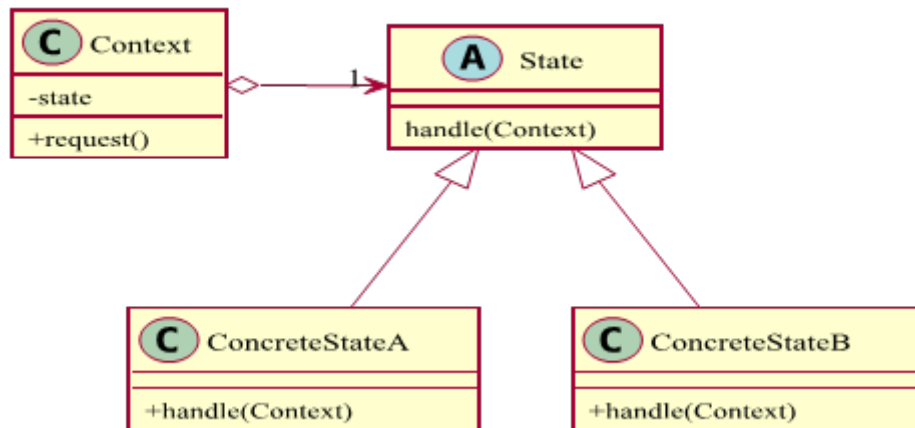 C Context
-state
+request()
1
A State
handle(Context)
C ConcreteStateA
+handle(Context)
C ConcreteStateB
+handle(Context)